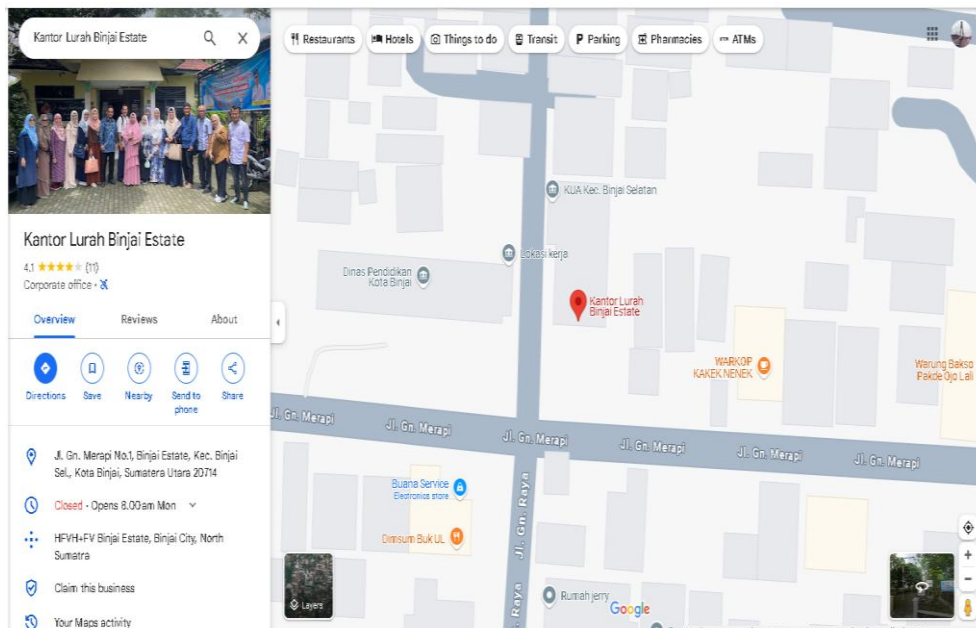 Kantor Lurah Binjai Estate
Restaurants
Hotels
Things to do
Transit
Parking
Pharmacies
ATMs
Kantor Lurah Binjai Estate
4.1 (11)
Corporate office
Overview
Reviews
About
Directions
Save
Nearby
Send to
phone
Share
Jl. Gn. Merapi No.1, Binjai Estate, Kec. Binjai
Sel., Kota Binjai, Sumatera Utara 20714
Closed · Opens 8.00 am Mon
HFVH+FV Binjai Estate, Binjai City, North
Sumatra
Claim this business
Your Maps activity
KUA Kec. Binjai Selatan
Lokasi kerja
Dinas Pendidikan
Kota Binjai
Kantor Lurah
Binjai Estate
WARKOP
KAKEK NENEK
Warung Bakso
Pakde Ojo Lali
Jl. Gn. Merapi
Jl. Gn. Merapi
Jl. Gn. Merapi
Jl. Gn. Merapi
Jl. Gn. Merapi
Jl. Gn. Merapi
Buana Service
Electronics store
Dimsum Buk UL
Jl. Gn. Raya
Raya
Rumah jerry
Layers
Google